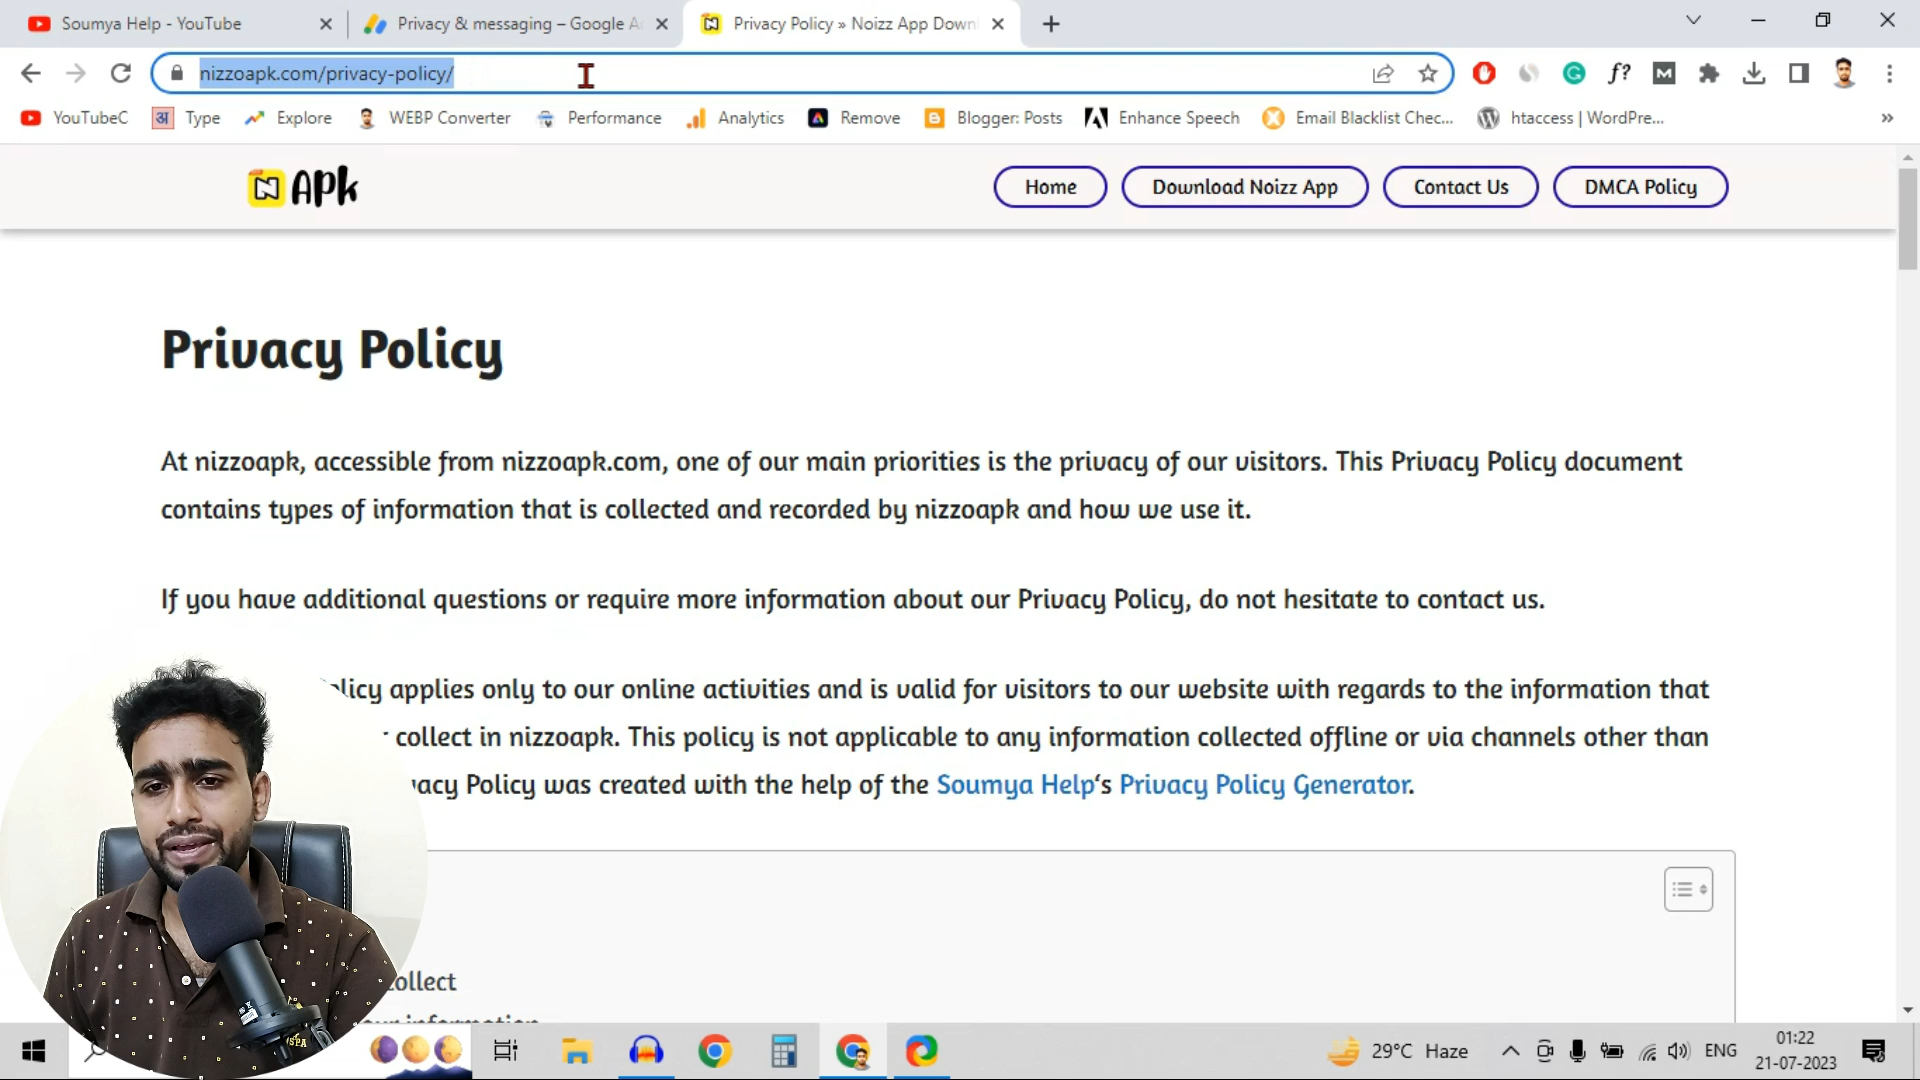 Soumya Help - YouTube
Privacy & messaging – Google A
Privacy Policy » Noizz App Down
nizzoapk.com/privacy-policy/
YouTubeC
अ Type
Explore
WEBP Converter
Performance
Analytics
Remove
Blogger: Posts
Enhance Speech
Email Blacklist Chec...
htaccess | WordPre...
N Apk
Home
Download Noizz App
Contact Us
DMCA Policy
Privacy Policy
At nizzoapk, accessible from nizzoapk.com, one of our main priorities is the privacy of our visitors. This Privacy Policy document
contains types of information that is collected and recorded by nizzoapk and how we use it.
If you have additional questions or require more information about our Privacy Policy, do not hesitate to contact us.
olicy applies only to our online activities and is valid for visitors to our website with regards to the information that
collect in nizzoapk. This policy is not applicable to any information collected offline or via channels other than
vacy Policy was created with the help of the Soumya Help‘s Privacy Policy Generator.
collect
our information
29°C Haze
ENG
01:22
21-07-2023